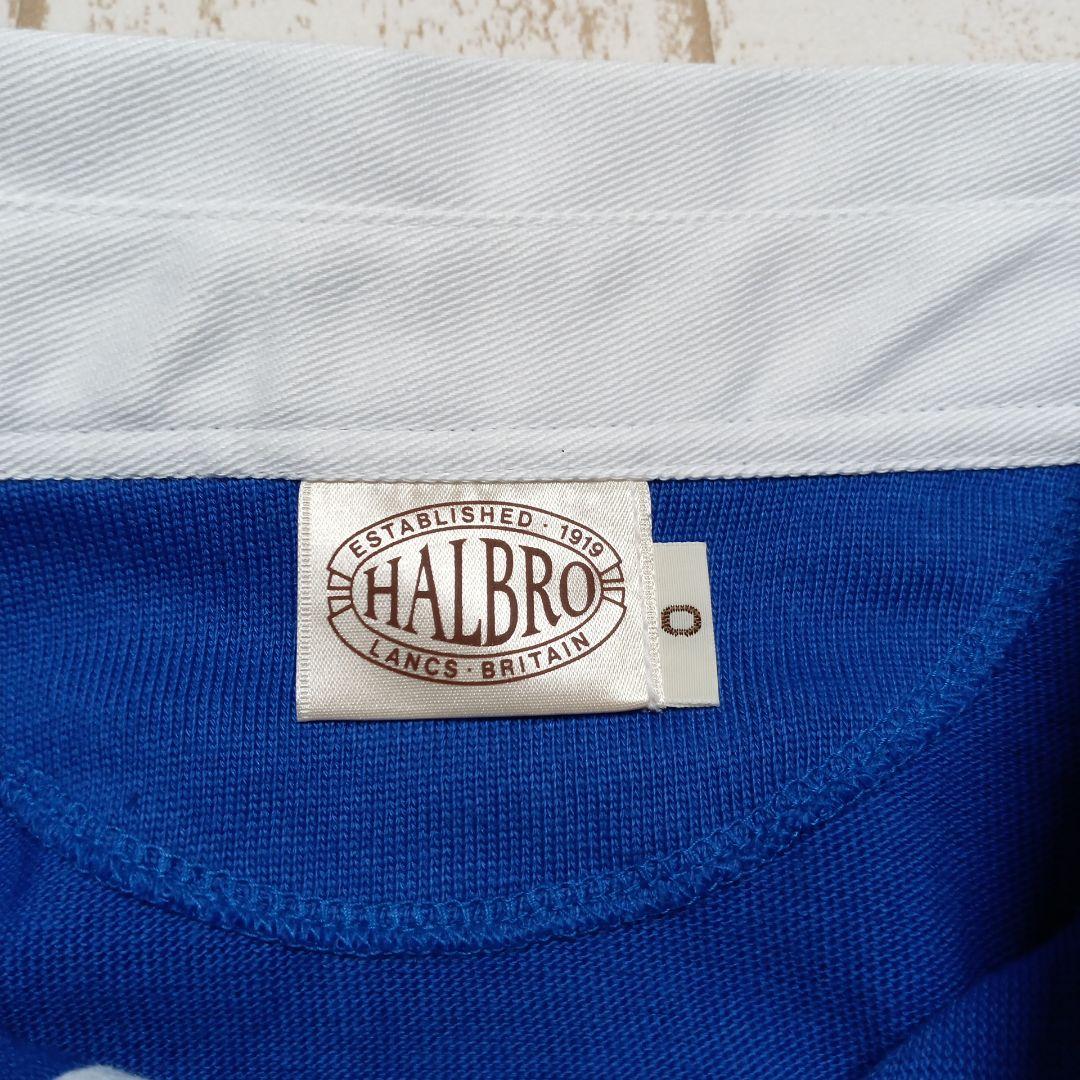 ESTABLISHED · 1919
HALBRO
LANCS · BRITAIN
O